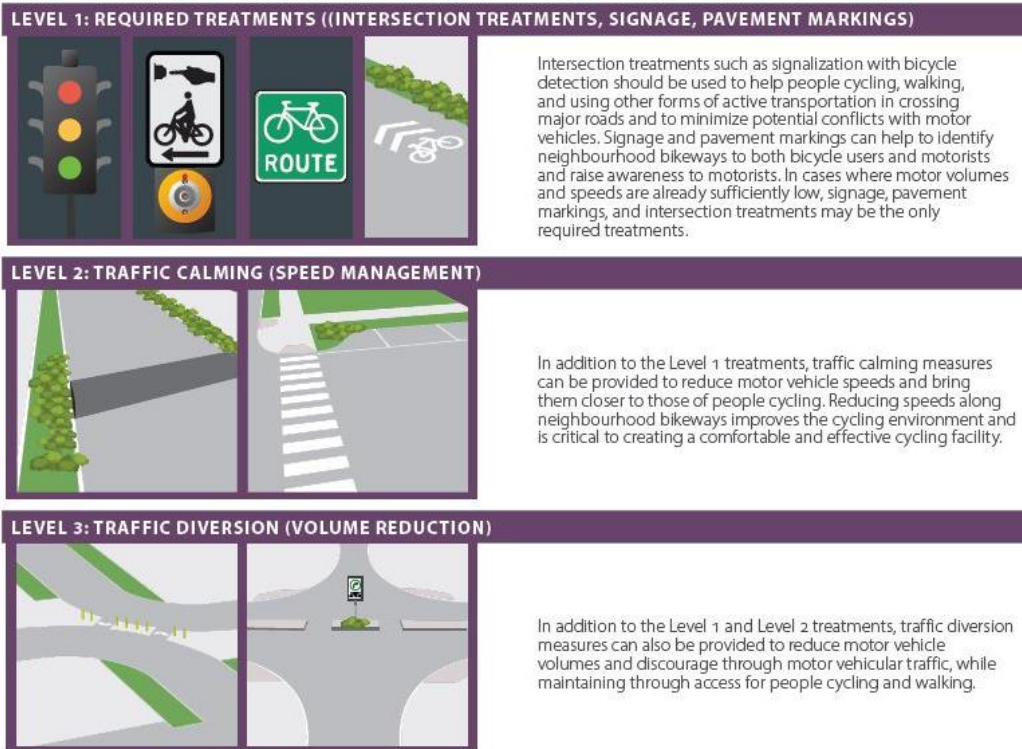 LEVEL 1: REQUIRED TREATMENTS ((INTERSECTION TREATMENTS, SIGNAGE, PAVEMENT MARKINGS)
ROUTE
Intersection treatments such as signalization with bicycle
detection should be used to help people cycling, walking,
and using other forms of active transportation in crossing
major roads and to minimize potential conflicts with motor
vehicles. Signage and pavement markings can help to identify
neighbourhood bikeways to both bicycle users and motorists
and raise awareness to motorists. In cases where motor volumes
and speeds are already sufficiently low, signage, pavement
markings, and intersection treatments may be the only
required treatments.
LEVEL 2: TRAFFIC CALMING (SPEED MANAGEMENT)
In addition to the Level 1 treatments, traffic calming measures
can be provided to reduce motor vehicle speeds and bring
them closer to those of people cycling. Reducing speeds along
neighbourhood bikeways improves the cycling environment and
is critical to creating a comfortable and effective cycling facility.
LEVEL 3: TRAFFIC DIVERSION (VOLUME REDUCTION)
In addition to the Level 1 and Level 2 treatments, traffic diversion
measures can also be provided to reduce motor vehicle
volumes and discourage through motor vehicular traffic, while
maintaining through access for people cycling and walking.